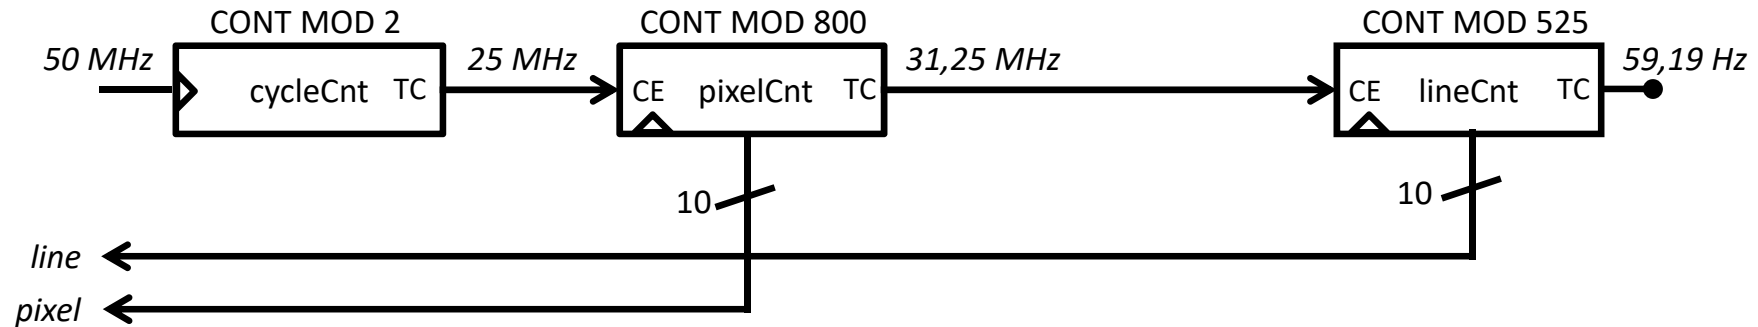 CONT MOD 2 CONT MOD 800 CONT MOD 525
50 MHz cycleCnt TC 25 MHz CE pixelCnt TC 31,25 MHz CE lineCnt TC 59,19 Hz
10 10
line
pixel